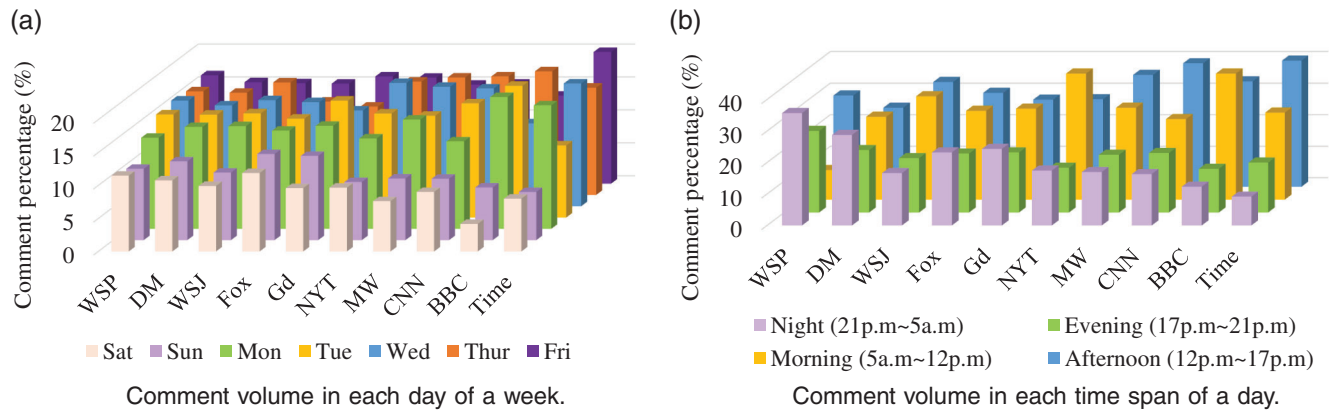 (a)
Comment percentage (%)
20
15
10
5
0
WSP DM WSJ Fox Gd NYT MW CNN BBC Time
Sat Sun Mon Tue Wed Thur Fri
Comment volume in each day of a week.
(b)
Comment percentage (%)
40
30
20
10
0
WSP DM WSJ Fox Gd NYT MW CNN BBC Time
Night (21p.m~5a.m) Evening (17p.m~21p.m)
Morning (5a.m~12p.m) Afternoon (12p.m~17p.m)
Comment volume in each time span of a day.